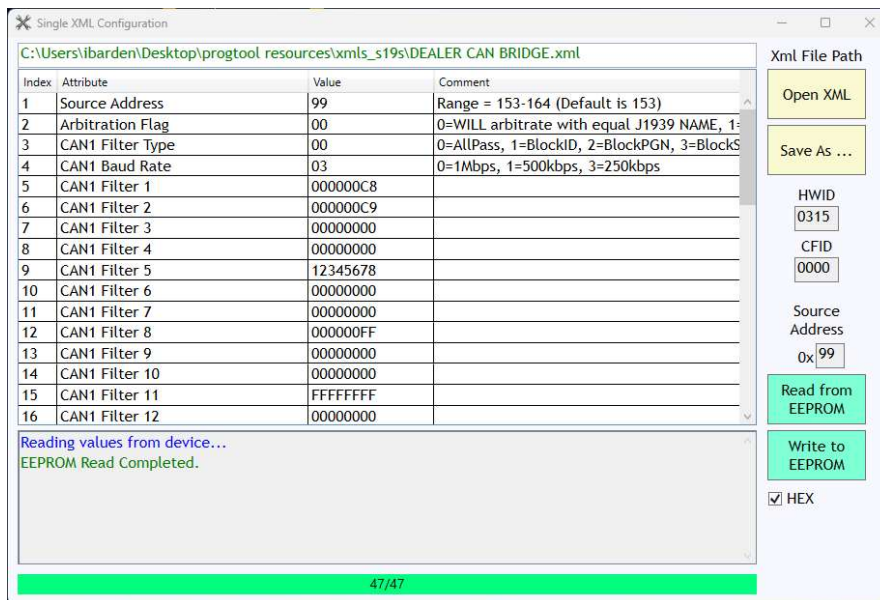 Single XML Configuration
C:\Users\ibarden\Desktop\progtool resources\xmls_s19s\DEALER CAN BRIDGE.xml
Xml File Path
Index Attribute Value Comment
1 Source Address 99 Range = 153-164 (Default is 153)
2 Arbitration Flag 00 0=WILL arbitrate with equal J1939 NAME, 1=
3 CAN1 Filter Type 00 0=AllPass, 1=BlockID, 2=BlockPGN, 3=BlockS
4 CAN1 Baud Rate 03 0=1Mbps, 1=500kbps, 3=250kbps
5 CAN1 Filter 1 000000C8
6 CAN1 Filter 2 000000C9
7 CAN1 Filter 3 00000000
8 CAN1 Filter 4 00000000
9 CAN1 Filter 5 12345678
10 CAN1 Filter 6 00000000
11 CAN1 Filter 7 00000000
12 CAN1 Filter 8 000000FF
13 CAN1 Filter 9 00000000
14 CAN1 Filter 10 00000000
15 CAN1 Filter 11 FFFFFFFF
16 CAN1 Filter 12 00000000
Open XML
Save As ...
HWID
0315
CFID
0000
Source
Address
0x 99
Read from
EEPROM
Write to
EEPROM
HEX
Reading values from device...
EEPROM Read Completed.
47/47